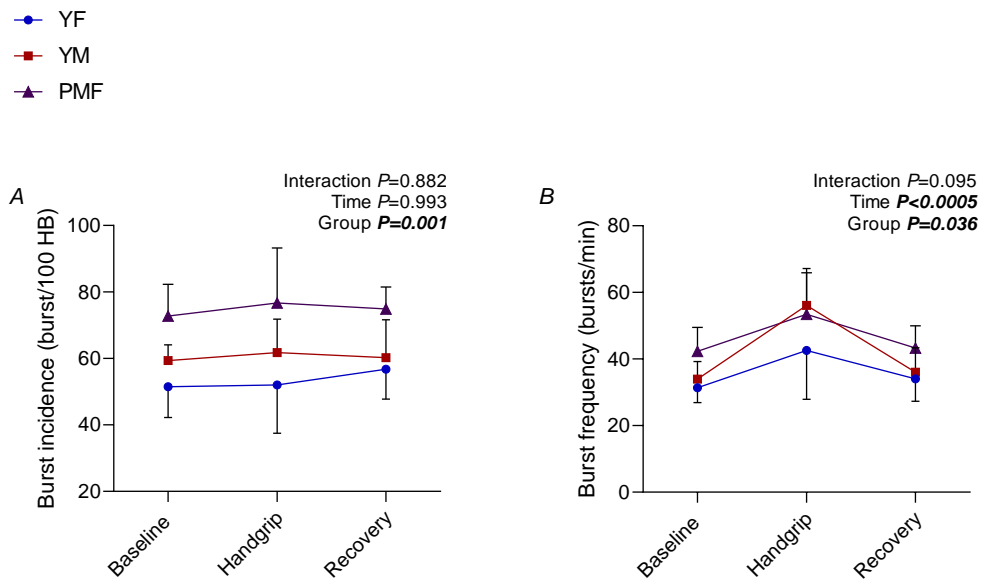 YF
YM
PMF
A
Interaction P=0.882
Time P=0.993
Group P=0.001
Burst incidence (burst/100 HB)
100
80
60
40
20
Baseline
Handgrip
Recovery
B
Interaction P=0.095
Time P<0.0005
Group P=0.036
Burst frequency (bursts/min)
80
60
40
20
0
Baseline
Handgrip
Recovery